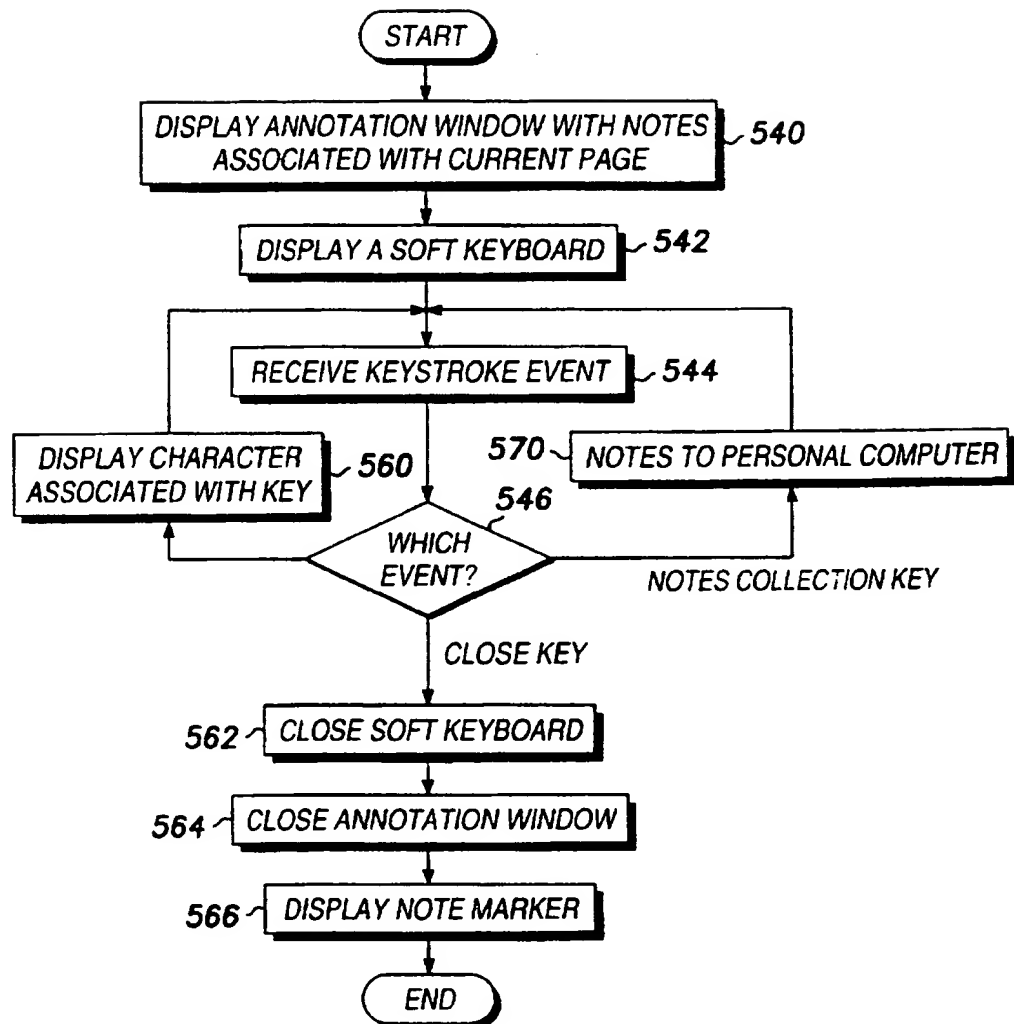 START
DISPLAY ANNOTATION WINDOW WITH NOTES
ASSOCIATED WITH CURRENT PAGE
540
DISPLAY A SOFT KEYBOARD
542
RECEIVE KEYSTROKE EVENT
544
DISPLAY CHARACTER
ASSOCIATED WITH KEY
560
570
NOTES TO PERSONAL COMPUTER
546
WHICH
EVENT?
NOTES COLLECTION KEY
CLOSE KEY
562
CLOSE SOFT KEYBOARD
564
CLOSE ANNOTATION WINDOW
566
DISPLAY NOTE MARKER
END